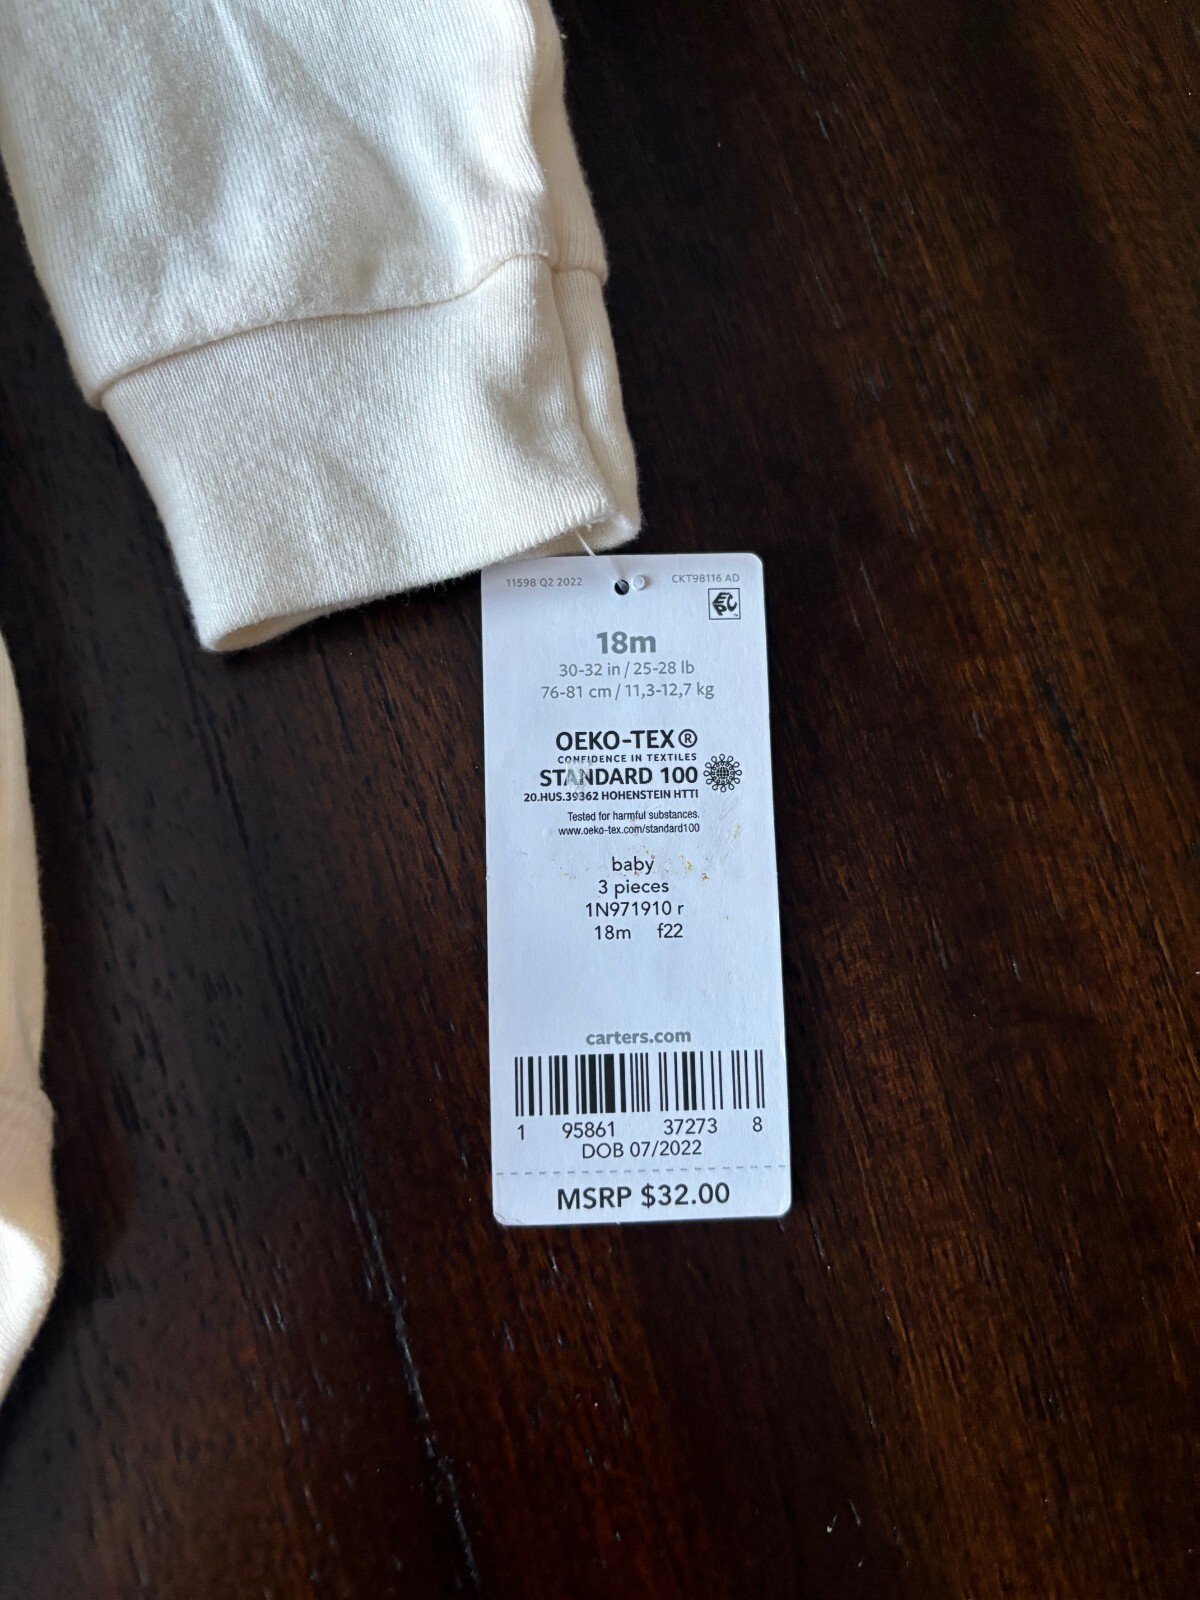 11598 Q2 2022
CKT98116 AD
18m
30-32 in / 25-28 lb
76-81 cm / 11,3-12,7 kg
OEKO-TEX®
CONFIDENCE IN TEXTILES
STANDARD 100
20.HUS.39362 HOHENSTEIN HTTI
Tested for harmful substances.
www.oeko-tex.com/standard100
baby
3 pieces
1N971910 r
18m f22
carters.com
1 95861 37273 8
DOB 07/2022
MSRP $32.00